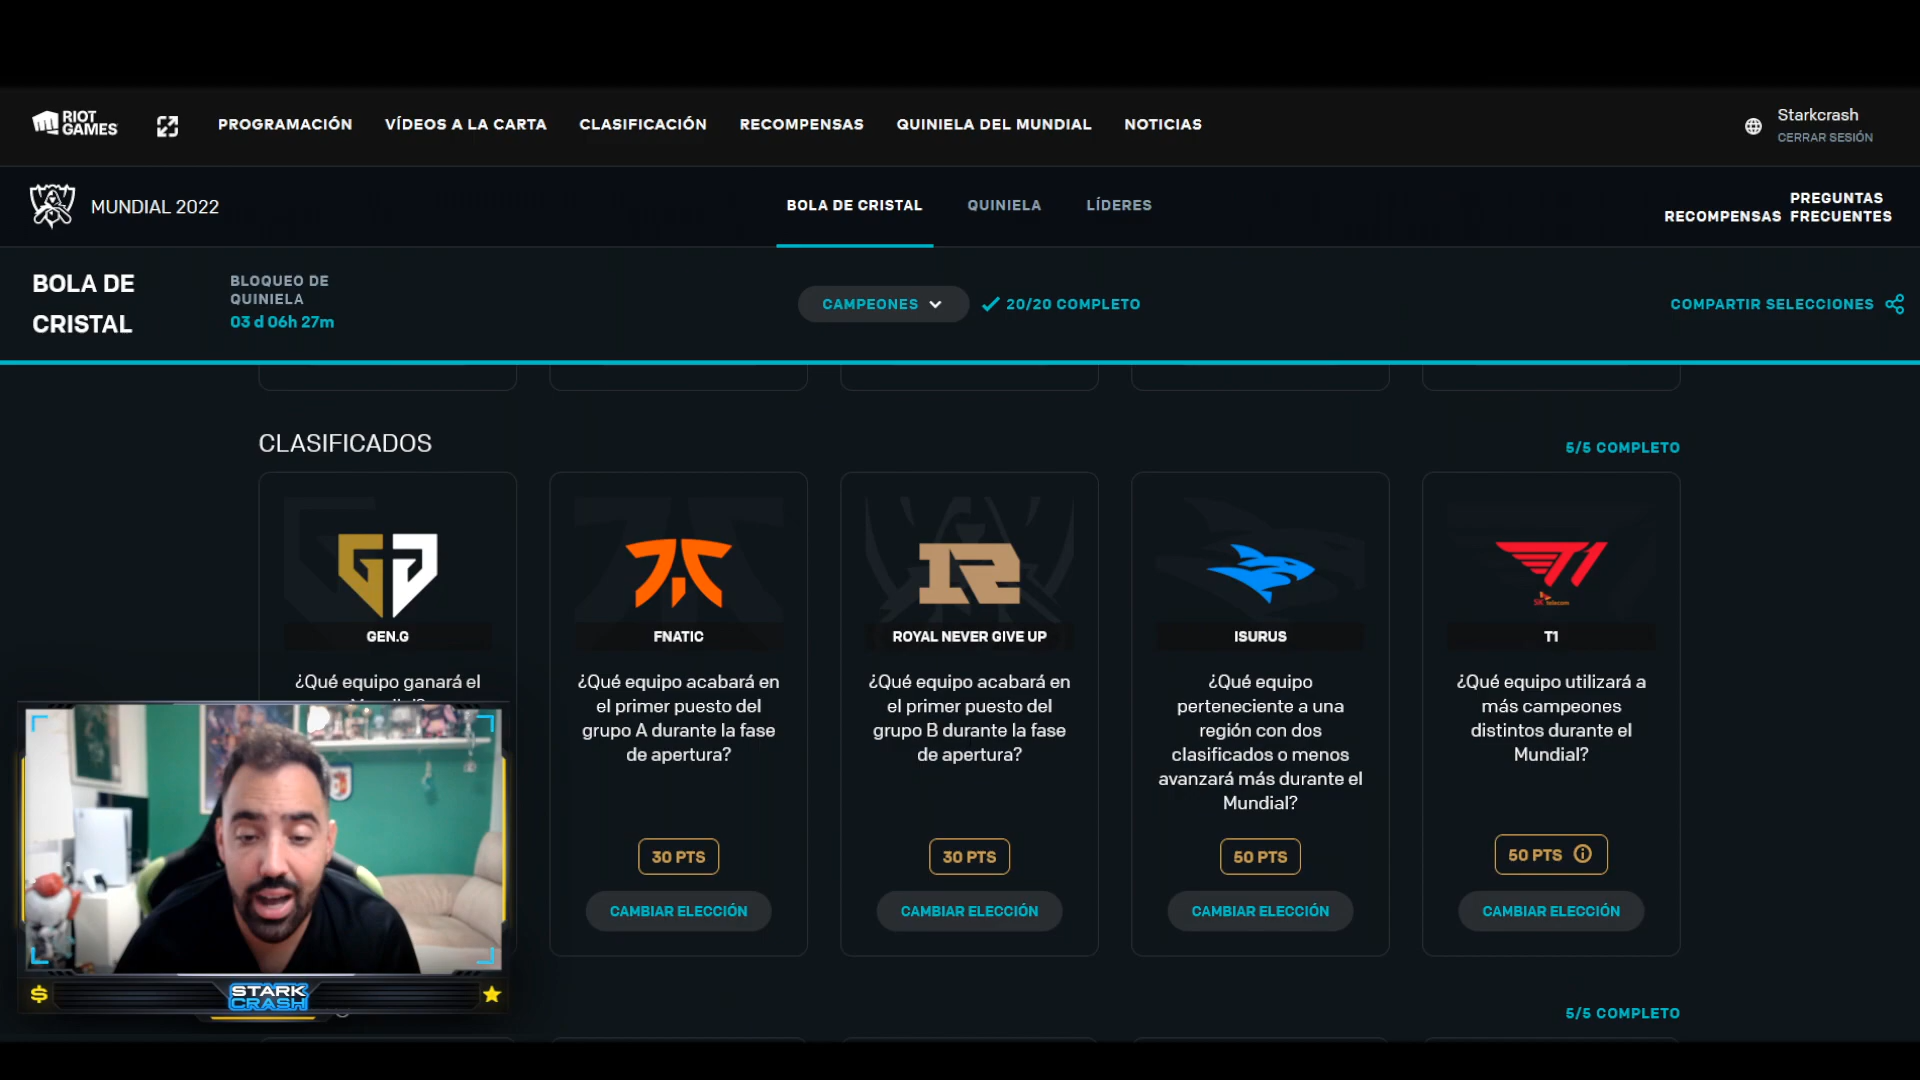 RIOT
GAMES
PROGRAMACIÓN
VÍDEOS A LA CARTA
CLASIFICACIÓN
RECOMPENSAS
QUINIELA DEL MUNDIAL
NOTICIAS
Starkcrash
CERRAR SESIÓN
MUNDIAL 2022
BOLA DE CRISTAL
QUINIELA
LÍDERES
RECOMPENSAS
PREGUNTAS
FRECUENTES
BOLA DE
CRISTAL
BLOQUEO DE
QUINIELA
03 d 06h 27m
CAMPEONES
20/20 COMPLETO
COMPARTIR SELECCIONES
CLASIFICADOS
5/5 COMPLETO
GEN.G
¿Qué equipo ganará el
FNATIC
¿Qué equipo acabará en
el primer puesto del
grupo A durante la fase
de apertura?
30 PTS
CAMBIAR ELECCIÓN
ROYAL NEVER GIVE UP
¿Qué equipo acabará en
el primer puesto del
grupo B durante la fase
de apertura?
30 PTS
CAMBIAR ELECCIÓN
ISURUS
¿Qué equipo
perteneciente a una
región con dos
clasificados o menos
avanzará más durante el
Mundial?
50 PTS
CAMBIAR ELECCIÓN
T1
SK telecom
T1
¿Qué equipo utilizará a
más campeones
distintos durante el
Mundial?
50 PTS
CAMBIAR ELECCIÓN
STARK
CRASH
5/5 COMPLETO